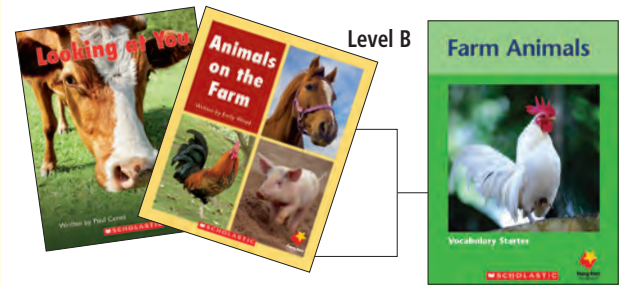 Looking at You
Written by Paul Carnes
SCHOLASTIC
Animals
on the
Farm
Written by Emily Wood
SCHOLASTIC
Level B
Farm Animals
Vocabulary Starter
SCHOLASTIC